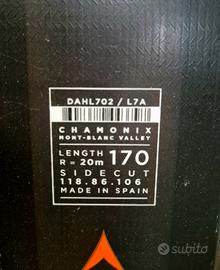 DAHL702 / L7A
CHAMONIX
MONT-BLANC VALLEY
LENGTH 170
R = 20m
SIDECUT
118.86.106
MADE IN SPAIN
subito